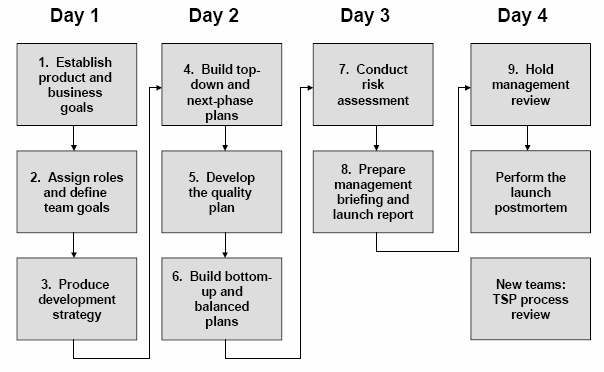 Day 1
1. Establish
product and
business
goals
2. Assign roles
and define
team goals
3. Produce
development
strategy
Day 2
4. Build top-
down and
next-phase
plans
5. Develop
the quality
plan
6. Build bottom-
up and
balanced
plans
Day 3
7. Conduct
risk
assessment
8. Prepare
management
briefing and
launch report
Day 4
9. Hold
management
review
Perform the
launch
postmortem
New teams:
TSP process
review